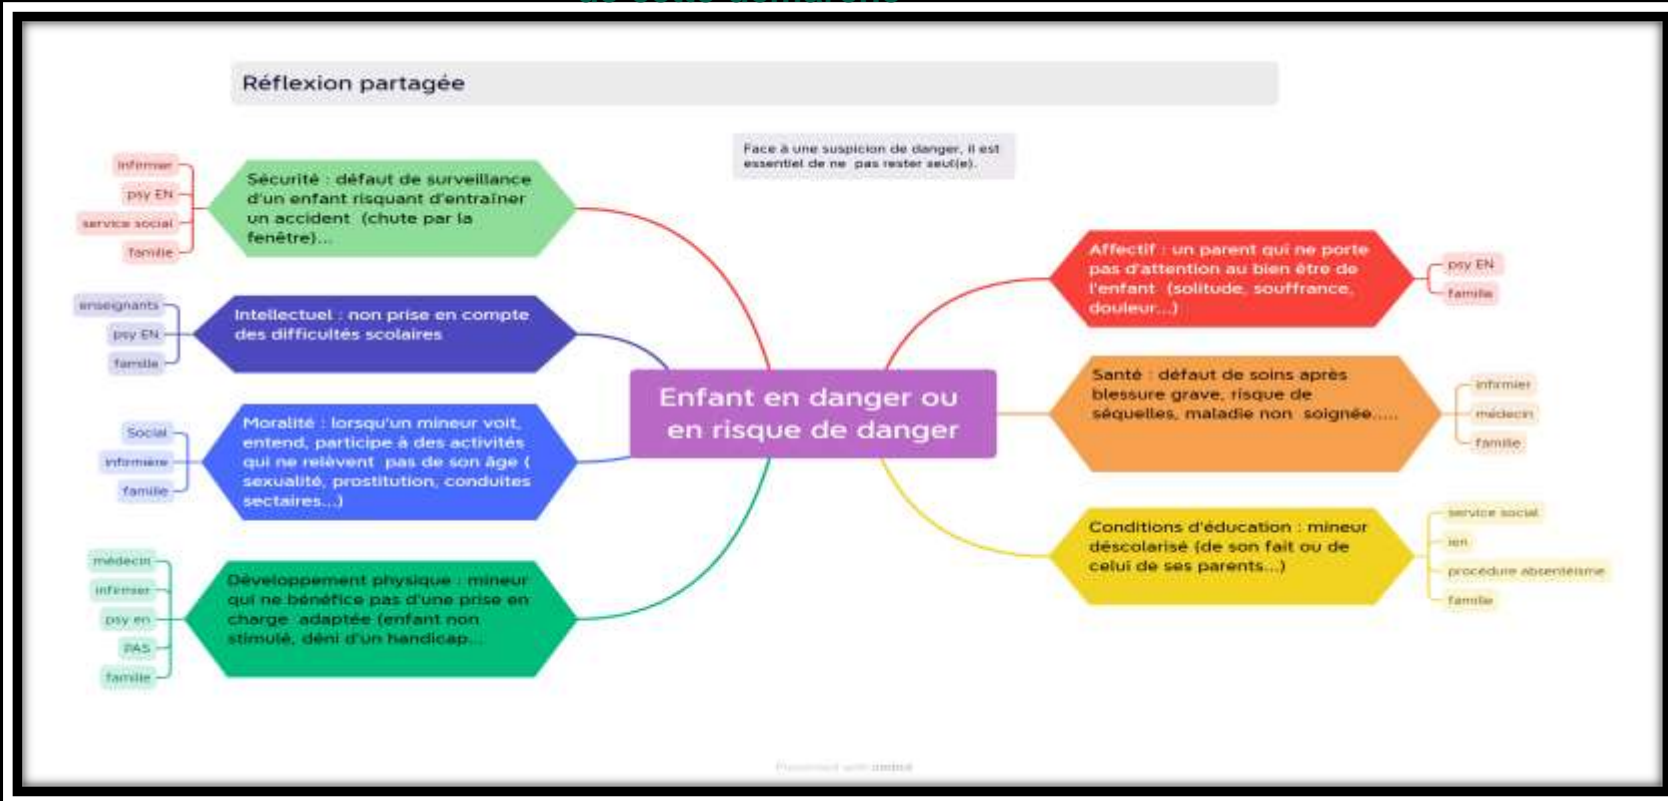 Réflexion partagée
Face à une suspicion de danger, il est
essentiel de ne pas rester seul(e).
infirmier
psy EN
service social
famille
Sécurité : défaut de surveillance
d'un enfant risquant d'entraîner
un accident (chute par la
fenêtre)...
enseignants
psy EN
famille
Intellectuel : non prise en compte
des difficultés scolaires
Social
infirmière
famille
Moralité : lorsqu'un mineur voit,
entend, participe à des activités
qui ne relèvent pas de son âge (
sexualité, prostitution, conduites
sectaires...)
médecin
infirmier
psy en
PAS
famille
Développement physique : mineur
qui ne bénéfice pas d'une prise en
charge adaptée (enfant non
stimulé, déni d'un handicap...
Enfant en danger ou
en risque de danger
Affectif : un parent qui ne porte
pas d'attention au bien être de
l'enfant (solitude, souffrance,
douleur...)
psy EN
famille
Santé : défaut de soins après
blessure grave, risque de
séquelles, maladie non soignée.....
infirmier
médecin
famille
Conditions d'éducation : mineur
déscolarisé (de son fait ou de
celui de ses parents...)
service social
ien
procédure absentéisme
famille